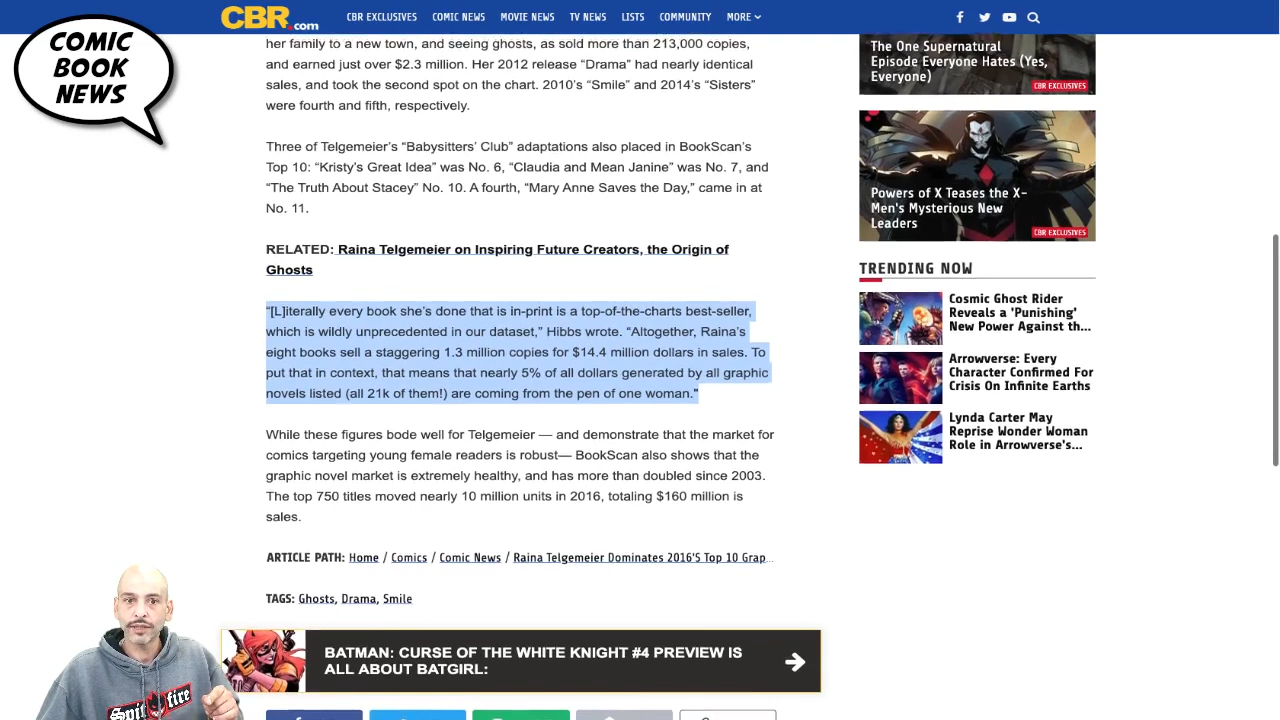 CBR.com
CBR EXCLUSIVES COMIC NEWS MOVIE NEWS TV NEWS LISTS COMMUNITY MORE
COMIC
BOOK
NEWS
her family to a new town, and seeing ghosts, as sold more than 213,000 copies,
and earned just over $2.3 million. Her 2012 release “Drama” had nearly identical
sales, and took the second spot on the chart. 2010’s “Smile” and 2014’s “Sisters”
were fourth and fifth, respectively.
Three of Telgemeier’s “Babysitters’ Club” adaptations also placed in BookScan’s
Top 10: “Kristy’s Great Idea” was No. 6, “Claudia and Mean Janine” was No. 7, and
“The Truth About Stacey” No. 10. A fourth, “Mary Anne Saves the Day,” came in at
No. 11.
RELATED: Raina Telgemeier on Inspiring Future Creators, the Origin of
Ghosts
“[L]iterally every book she’s done that is in-print is a top-of-the-charts best-seller,
which is wildly unprecedented in our dataset,” Hibbs wrote. “Altogether, Raina’s
eight books sell a staggering 1.3 million copies for $14.4 million dollars in sales. To
put that in context, that means that nearly 5% of all dollars generated by all graphic
novels listed (all 21k of them!) are coming from the pen of one woman."
While these figures bode well for Telgemeier — and demonstrate that the market for
comics targeting young female readers is robust— BookScan also shows that the
graphic novel market is extremely healthy, and has more than doubled since 2003.
The top 750 titles moved nearly 10 million units in 2016, totaling $160 million is
sales.
ARTICLE PATH: Home / Comics / Comic News / Raina Telgemeier Dominates 2016'S Top 10 Grap...
TAGS: Ghosts, Drama, Smile
BATMAN: CURSE OF THE WHITE KNIGHT #4 PREVIEW IS
ALL ABOUT BATGIRL:
The One Supernatural
Episode Everyone Hates (Yes,
Everyone)
CBR EXCLUSIVES
Powers of X Teases the X-
Men's Mysterious New
Leaders
CBR EXCLUSIVES
TRENDING NOW
Cosmic Ghost Rider
Reveals a 'Punishing'
New Power Against th...
Arrowverse: Every
Character Confirmed For
Crisis On Infinite Earths
Lynda Carter May
Reprise Wonder Woman
Role in Arrowverse's...
Spitfire